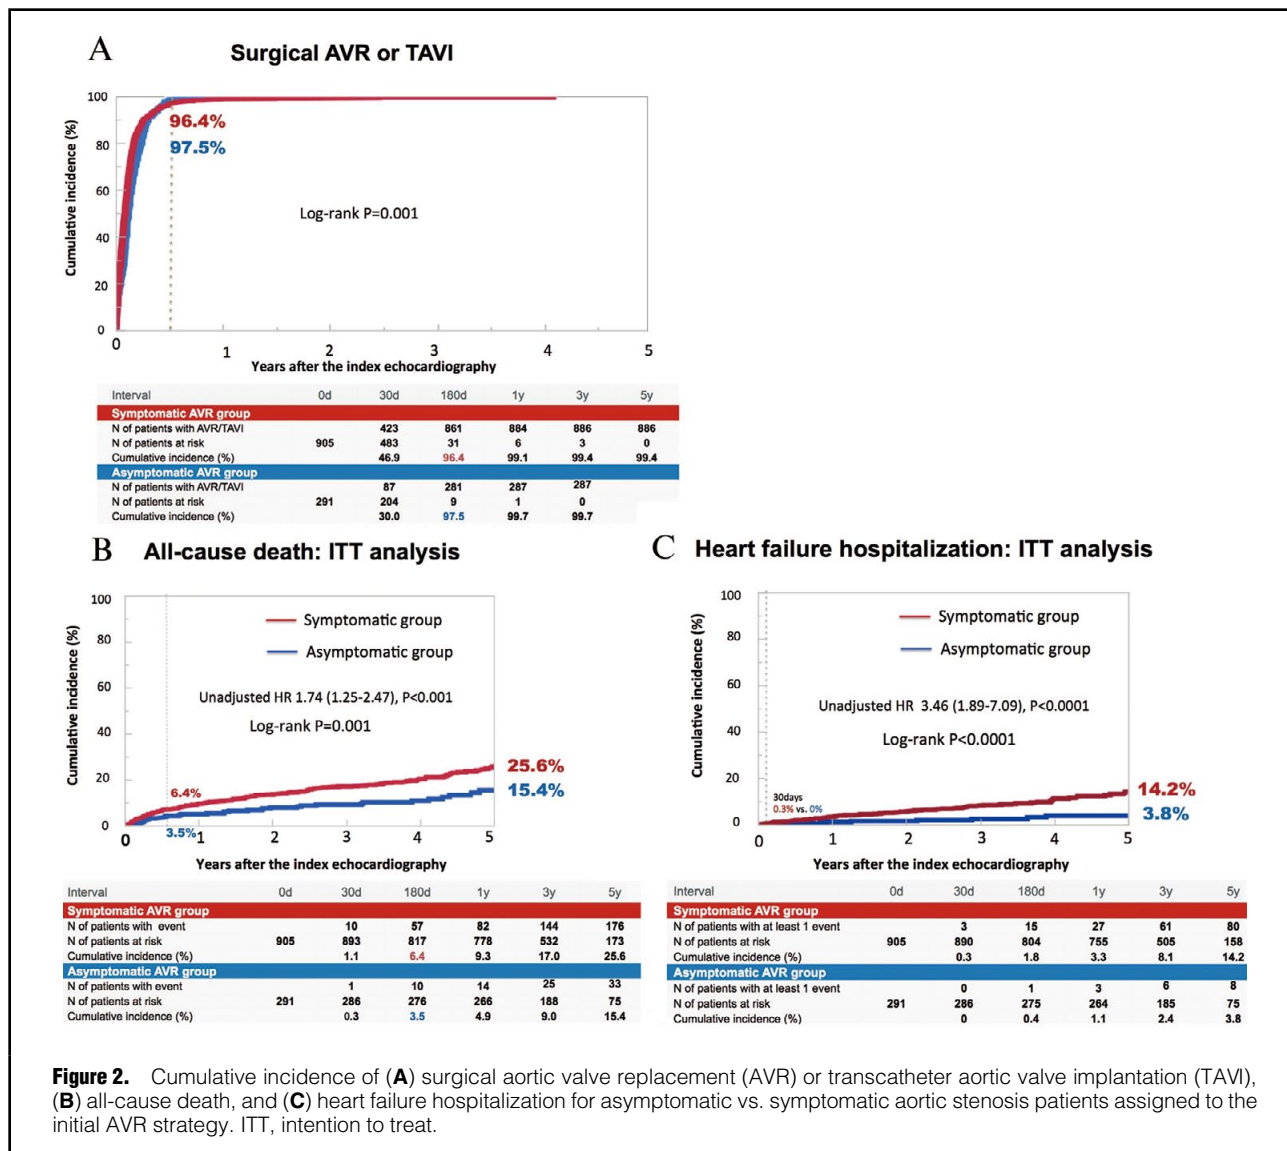 A
Surgical AVR or TAVI
Cumulative incidence (%)
100
80
60
40
20
0
96.4%
97.5%
Log-rank P=0.001
0 1 2 3 4 5
Years after the index echocardiography
Interval 0d 30d 180d 1y 3y 5y
Symptomatic AVR group
N of patients with AVR/TAVI 423 861 884 886 886
N of patients at risk 905 483 31 6 3 0
Cumulative incidence (%) 46.9 96.4 99.1 99.4 99.4
Asymptomatic AVR group
N of patients with AVR/TAVI 87 281 287 287
N of patients at risk 291 204 9 1 0
Cumulative incidence (%) 30.0 97.5 99.7 99.7
B All-cause death: ITT analysis
Cumulative incidence (%)
100
80
60
40
20
0
Symptomatic group
Asymptomatic group
Unadjusted HR 1.74 (1.25-2.47), P<0.001
Log-rank P=0.001
6.4%
3.5%
25.6%
15.4%
0 1 2 3 4 5
Years after the index echocardiography
Interval 0d 30d 180d 1y 3y 5y
Symptomatic AVR group
N of patients with event 10 57 82 144 176
N of patients at risk 905 893 817 778 532 173
Cumulative incidence (%) 1.1 6.4 9.3 17.0 25.6
Asymptomatic AVR group
N of patients with event 1 10 14 25 33
N of patients at risk 291 286 276 266 188 75
Cumulative incidence (%) 0.3 3.5 4.9 9.0 15.4
C Heart failure hospitalization: ITT analysis
Cumulative incidence (%)
100
80
60
40
20
0
Symptomatic group
Asymptomatic group
Unadjusted HR 3.46 (1.89-7.09), P<0.0001
Log-rank P<0.0001
30days
0.3% vs. 0%
14.2%
3.8%
0 1 2 3 4 5
Years after the index echocardiography
Interval 0d 30d 180d 1y 3y 5y
Symptomatic AVR group
N of patients with at least 1 event 3 15 27 61 80
N of patients at risk 905 890 804 755 505 158
Cumulative incidence (%) 0.3 1.8 3.3 8.1 14.2
Asymptomatic AVR group
N of patients with at least 1 event 0 1 3 6 8
N of patients at risk 291 286 275 264 185 75
Cumulative incidence (%) 0 0.4 1.1 2.4 3.8
Figure 2. Cumulative incidence of (A) surgical aortic valve replacement (AVR) or transcatheter aortic valve implantation (TAVI),
(B) all-cause death, and (C) heart failure hospitalization for asymptomatic vs. symptomatic aortic stenosis patients assigned to the
initial AVR strategy. ITT, intention to treat.